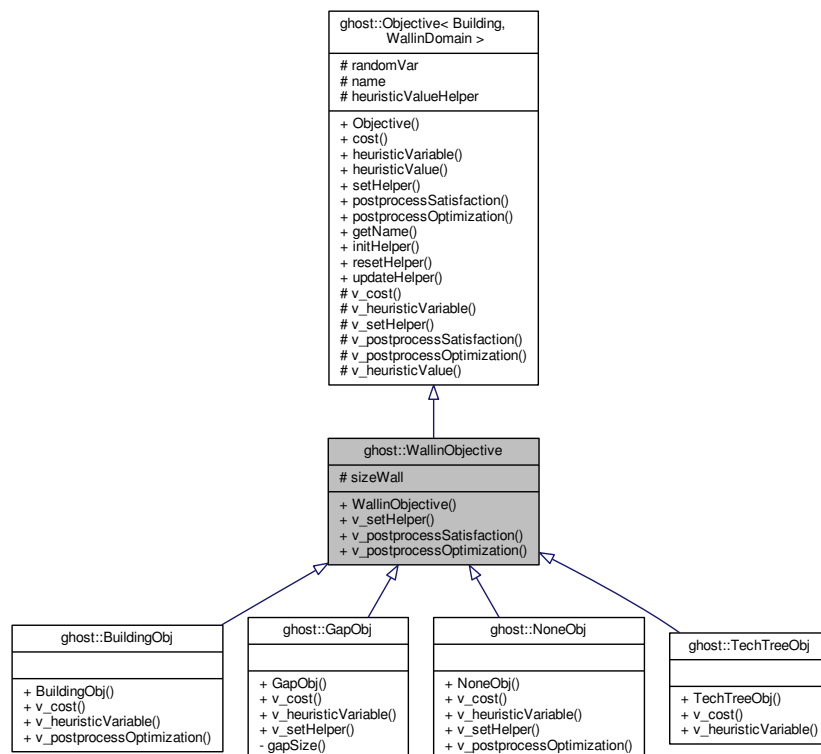 ghost::Objective< Building,
WallinDomain >
# randomVar
# name
# heuristicValueHelper
+ Objective()
+ cost()
+ heuristicVariable()
+ heuristicValue()
+ setHelper()
+ postprocessSatisfaction()
+ postprocessOptimization()
+ getName()
+ initHelper()
+ resetHelper()
+ updateHelper()
# v_cost()
# v_heuristicVariable()
# v_setHelper()
# v_postprocessSatisfaction()
# v_postprocessOptimization()
# v_heuristicValue()
ghost::WallinObjective
# sizeWall
+ WallinObjective()
+ v_setHelper()
+ v_postprocessSatisfaction()
+ v_postprocessOptimization()
ghost::BuildingObj
+ BuildingObj()
+ v_cost()
+ v_heuristicVariable()
+ v_postprocessOptimization()
ghost::GapObj
+ GapObj()
+ v_cost()
+ v_heuristicVariable()
+ v_setHelper()
- gapSize()
ghost::NoneObj
+ NoneObj()
+ v_cost()
+ v_heuristicVariable()
+ v_setHelper()
+ v_postprocessOptimization()
ghost::TechTreeObj
+ TechTreeObj()
+ v_cost()
+ v_heuristicVariable()